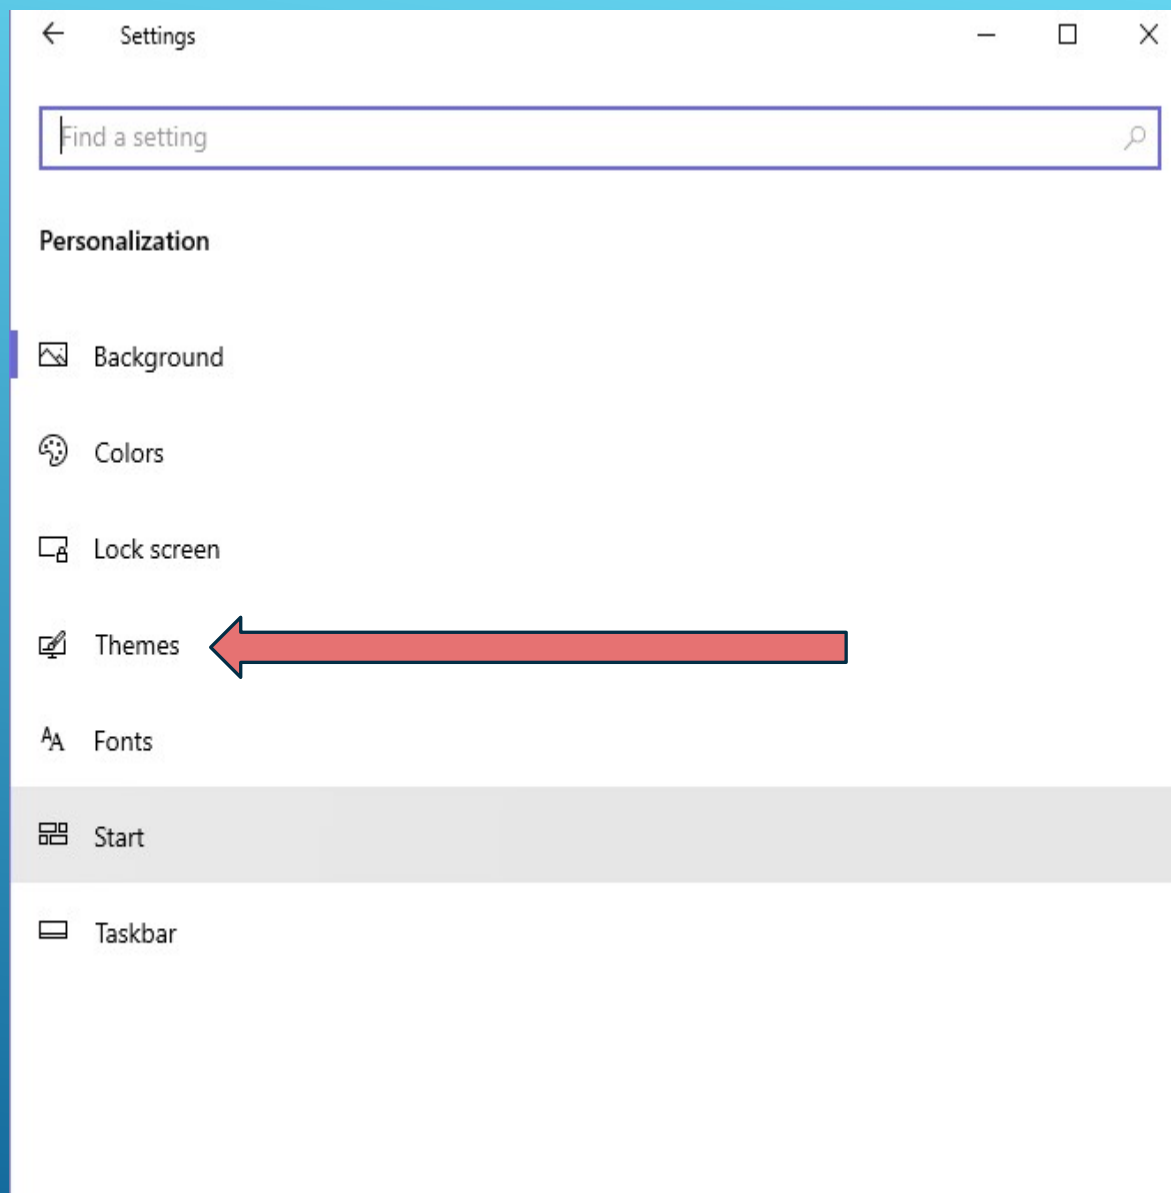 Settings
Find a setting
Personalization
Background
Colors
Lock screen
Themes
Fonts
Start
Taskbar